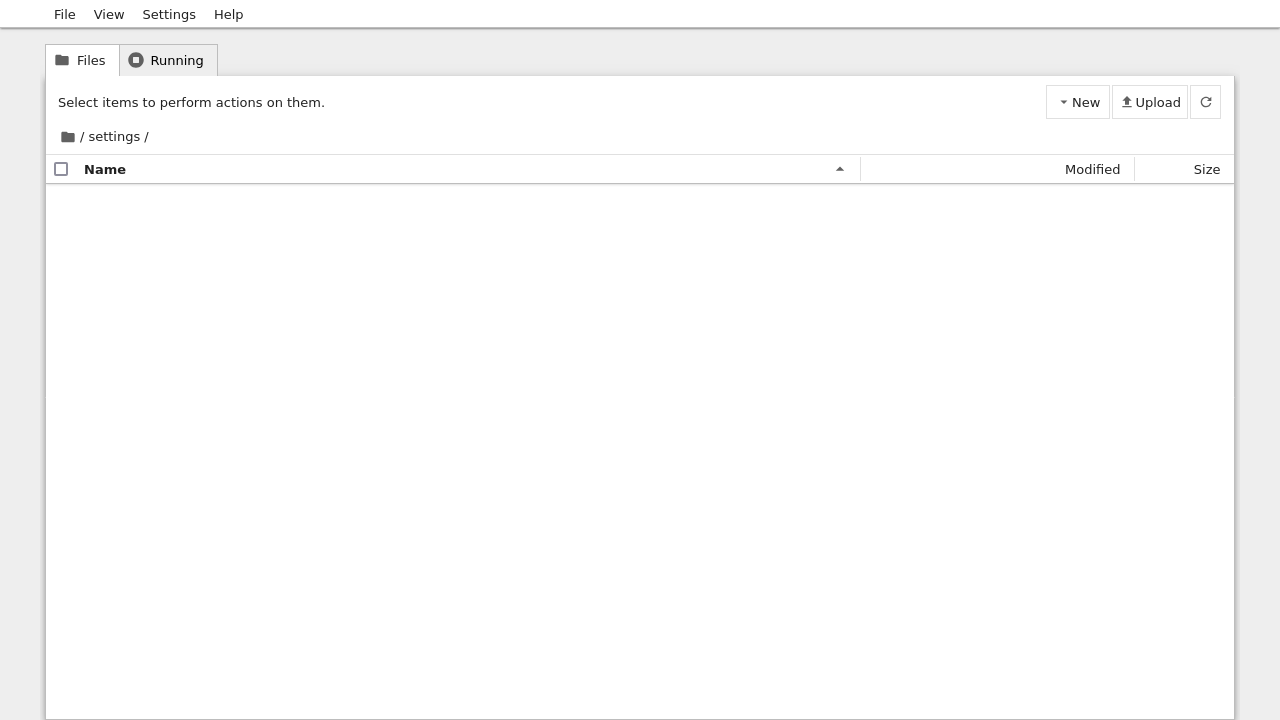 File View Settings Help
Files Running
Select items to perform actions on them. New Upload
/ settings /
Name Modified Size